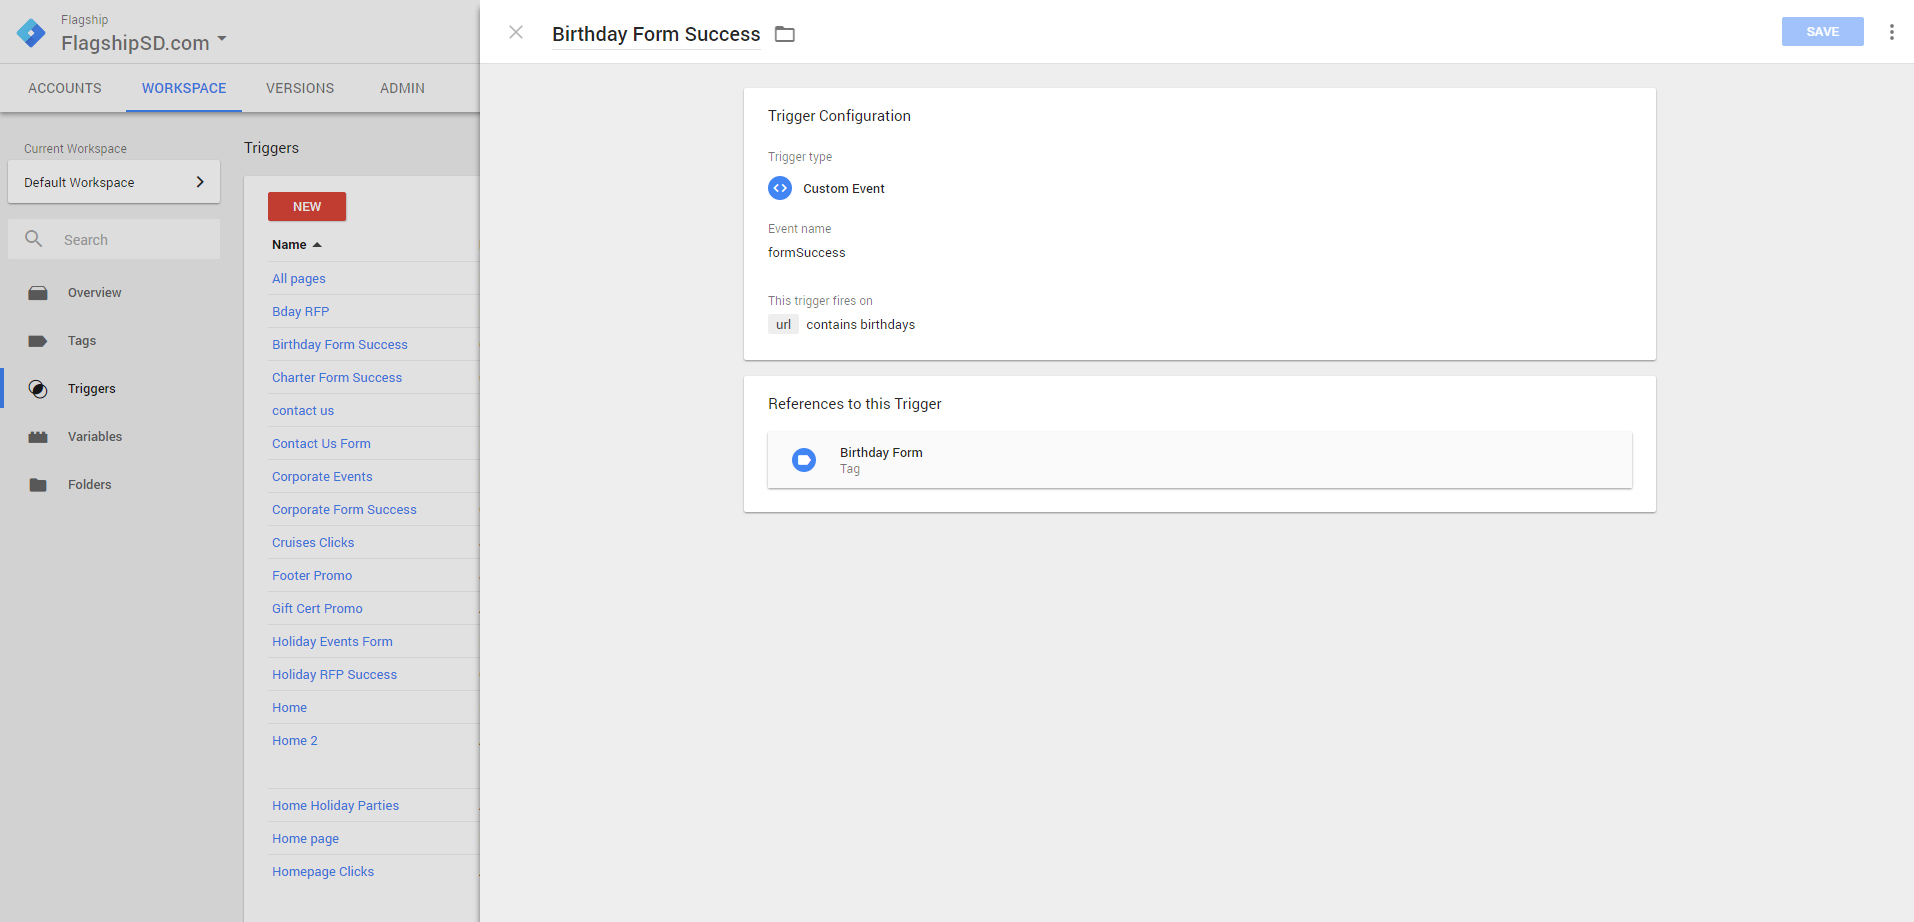 Flagship
FlagshipSD.com
ACCOUNTS WORKSPACE VERSIONS ADMIN
Current Workspace
Default Workspace
Search
Overview
Tags
Triggers
Variables
Folders
Triggers
NEW
Name
All pages
Bday RFP
Birthday Form Success
Charter Form Success
contact us
Contact Us Form
Corporate Events
Corporate Form Success
Cruises Clicks
Footer Promo
Gift Cert Promo
Holiday Events Form
Holiday RFP Success
Home
Home 2
Home Holiday Parties
Home page
Homepage Clicks
Birthday Form Success
SAVE
Trigger Configuration
Trigger type
Custom Event
Event name
formSuccess
This trigger fires on
url contains birthdays
References to this Trigger
Birthday Form
Tag